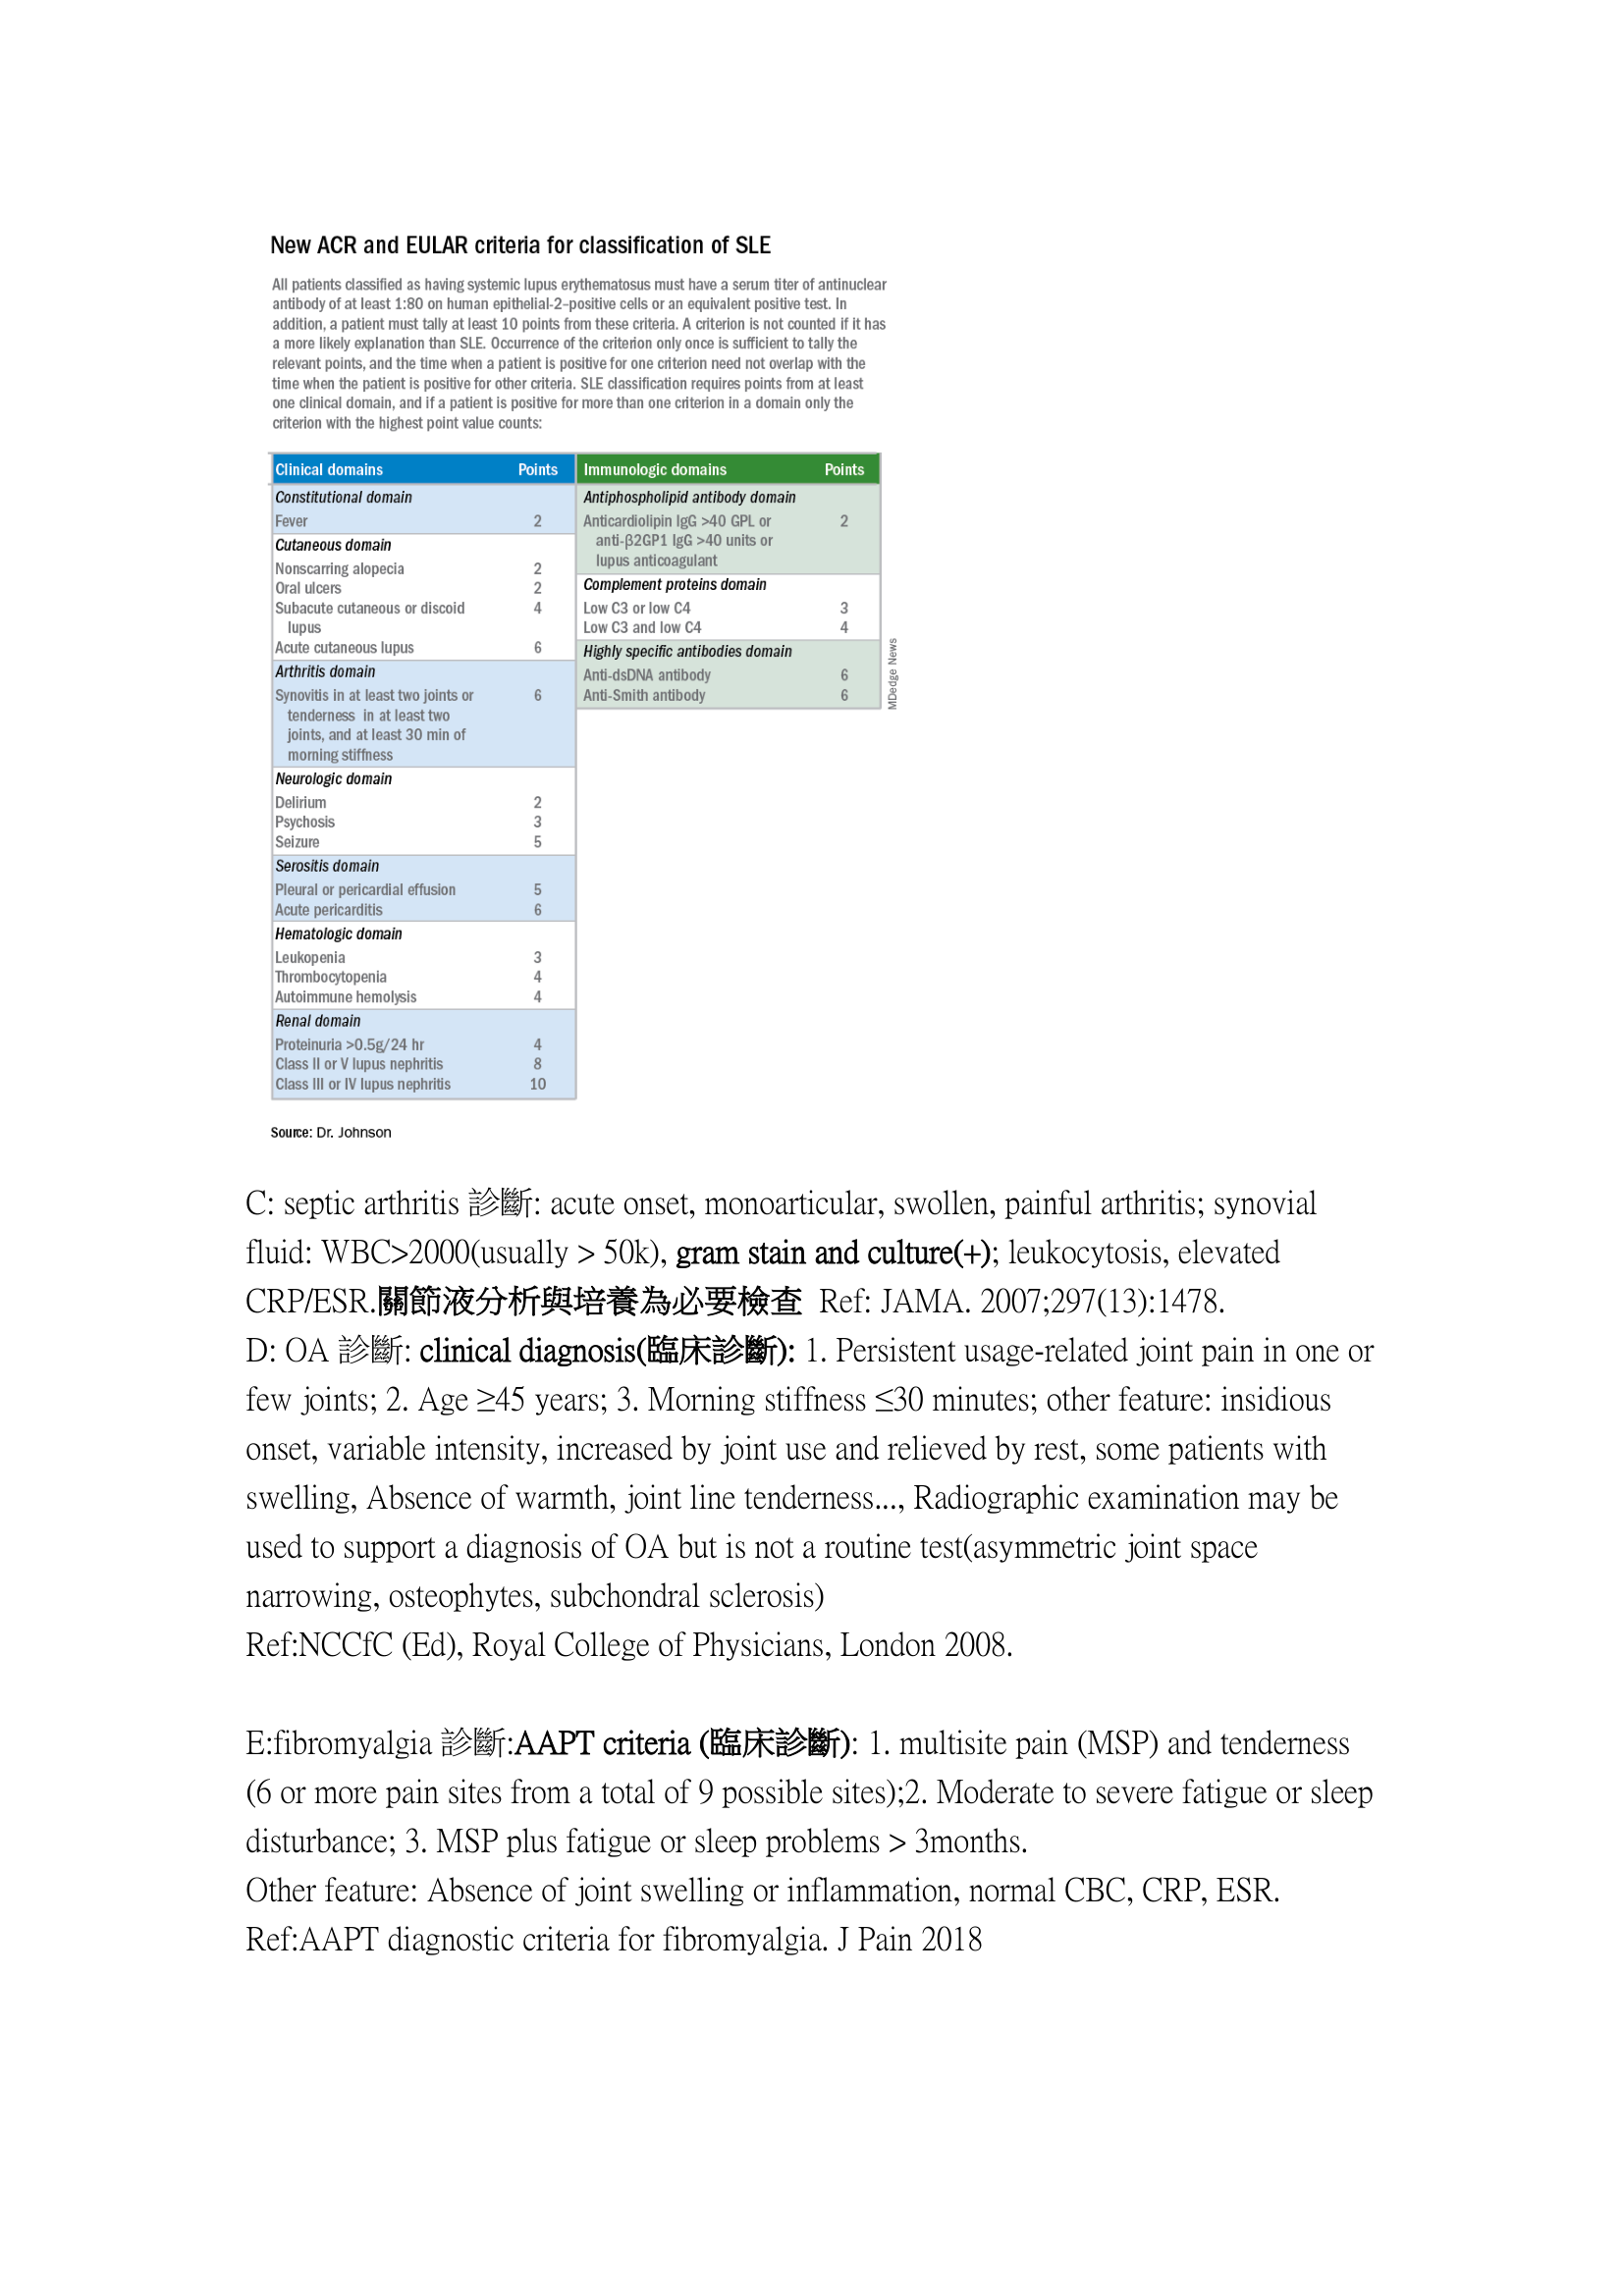 New ACR and EULAR criteria for classification of SLE
All patients classified as having systemic lupus erythematosus must have a serum titer of antinuclear
antibody of at least 1:80 on human epithelial-2–positive cells or an equivalent positive test. In
addition, a patient must tally at least 10 points from these criteria. A criterion is not counted if it has
a more likely explanation than SLE. Occurrence of the criterion only once is sufficient to tally the
relevant points, and the time when a patient is positive for one criterion need not overlap with the
time when the patient is positive for other criteria. SLE classification requires points from at least
one clinical domain, and if a patient is positive for more than one criterion in a domain only the
criterion with the highest point value counts:
Clinical domains Points
Constitutional domain
Fever 2
Cutaneous domain
Nonscarring alopecia 2
Oral ulcers 2
Subacute cutaneous or discoid 4
lupus
Acute cutaneous lupus 6
Arthritis domain
Synovitis in at least two joints or 6
tenderness in at least two
joints, and at least 30 min of
morning stiffness
Neurologic domain
Delirium 2
Psychosis 3
Seizure 5
Serositis domain
Pleural or pericardial effusion 5
Acute pericarditis 6
Hematologic domain
Leukopenia 3
Thrombocytopenia 4
Autoimmune hemolysis 4
Renal domain
Proteinuria >0.5g/24 hr 4
Class II or V lupus nephritis 8
Class III or IV lupus nephritis 10
Immunologic domains Points
Antiphospholipid antibody domain
Anticardiolipin IgG >40 GPL or 2
anti-β2GP1 IgG >40 units or
lupus anticoagulant
Complement proteins domain
Low C3 or low C4 3
Low C3 and low C4 4
Highly specific antibodies domain
Anti-dsDNA antibody 6
Anti-Smith antibody 6
MDedge News
Source: Dr. Johnson
C: septic arthritis 診斷: acute onset, monoarticular, swollen, painful arthritis; synovial
fluid: WBC>2000(usually > 50k), gram stain and culture(+); leukocytosis, elevated
CRP/ESR.關節液分析與培養為必要檢查 Ref: JAMA. 2007;297(13):1478.
D: OA 診斷: clinical diagnosis(臨床診斷): 1. Persistent usage-related joint pain in one or
few joints; 2. Age ≥45 years; 3. Morning stiffness ≤30 minutes; other feature: insidious
onset, variable intensity, increased by joint use and relieved by rest, some patients with
swelling, Absence of warmth, joint line tenderness..., Radiographic examination may be
used to support a diagnosis of OA but is not a routine test(asymmetric joint space
narrowing, osteophytes, subchondral sclerosis)
Ref:NCCfC (Ed), Royal College of Physicians, London 2008.
E:fibromyalgia 診斷:AAPT criteria (臨床診斷): 1. multisite pain (MSP) and tenderness
(6 or more pain sites from a total of 9 possible sites);2. Moderate to severe fatigue or sleep
disturbance; 3. MSP plus fatigue or sleep problems > 3months.
Other feature: Absence of joint swelling or inflammation, normal CBC, CRP, ESR.
Ref:AAPT diagnostic criteria for fibromyalgia. J Pain 2018